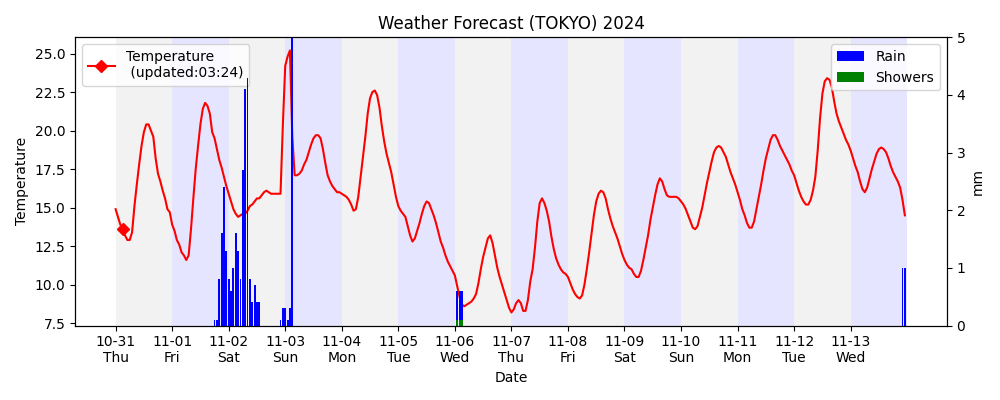 Weather Forecast (TOKYO) 2024
Temperature
(updated:03:24)
Rain
Showers
25.0
22.5
20.0
17.5
15.0
12.5
10.0
7.5
Temperature
5
4
3
2
1
0
mm
10-31 11-01 11-02 11-03 11-04 11-05 11-06 11-07 11-08 11-09 11-10 11-11 11-12 11-13
Thu Fri Sat Sun Mon Tue Wed Thu Fri Sat Sun Mon Tue Wed
Date